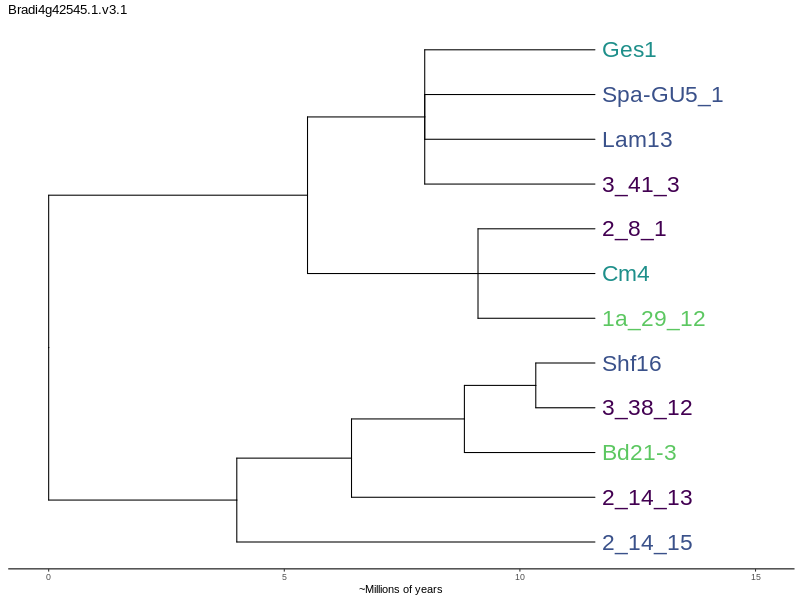 Bradi4g42545.1.v3.1
Ges1
Spa-GU5_1
Lam13
3_41_3
2_8_1
Cm4
1a_29_12
Shf16
3_38_12
Bd21-3
2_14_13
2_14_15
0 5 10 15
~Millions of years